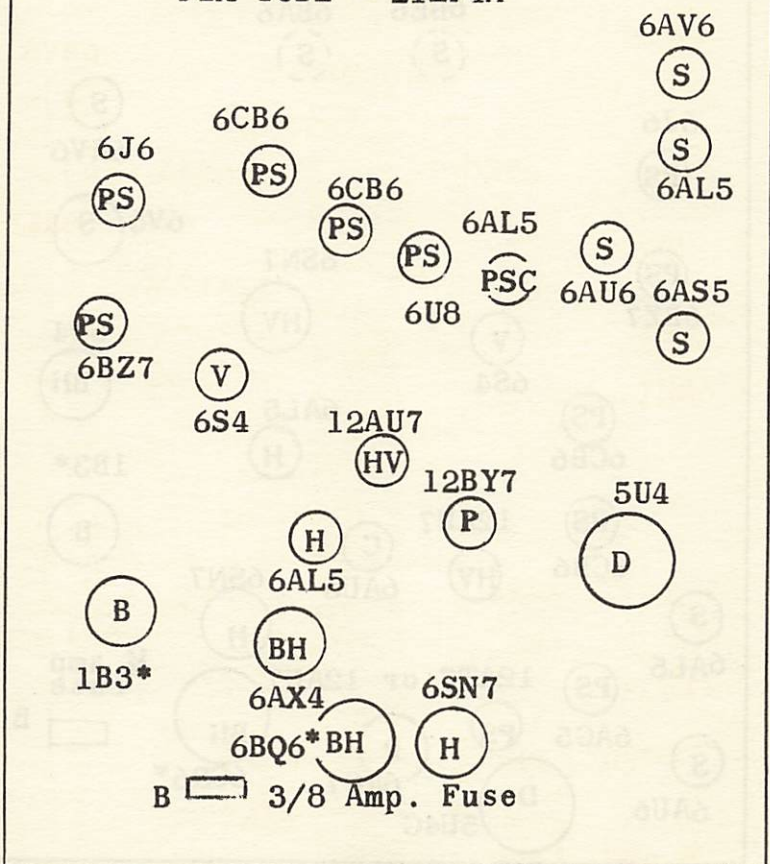 6AV6
S
6CB6
S
6J6
PS
6CB6
6AL5
PS
PS
6AL5
PS
S
PSC
6AU6 6AS5
6U8
PS
S
6BZ7
V
6S4
12AU7
HV
12BY7
5U4
P
H
D
6AL5
B
BH
1B3*
6AX4
6SN7
6BQ6* BH
H
B 3/8 Amp. Fuse